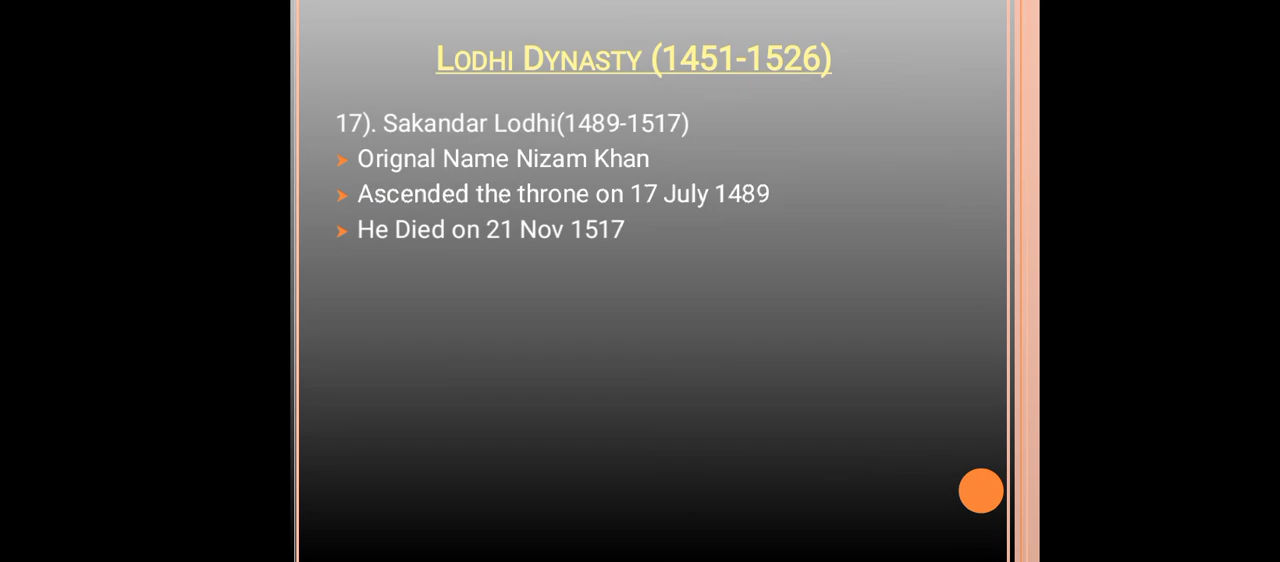 LODHI DYNASTY (1451-1526)
17). Sakandar Lodhi(1489-1517)
Orignal Name Nizam Khan
Ascended the throne on 17 July 1489
He Died on 21 Nov 1517